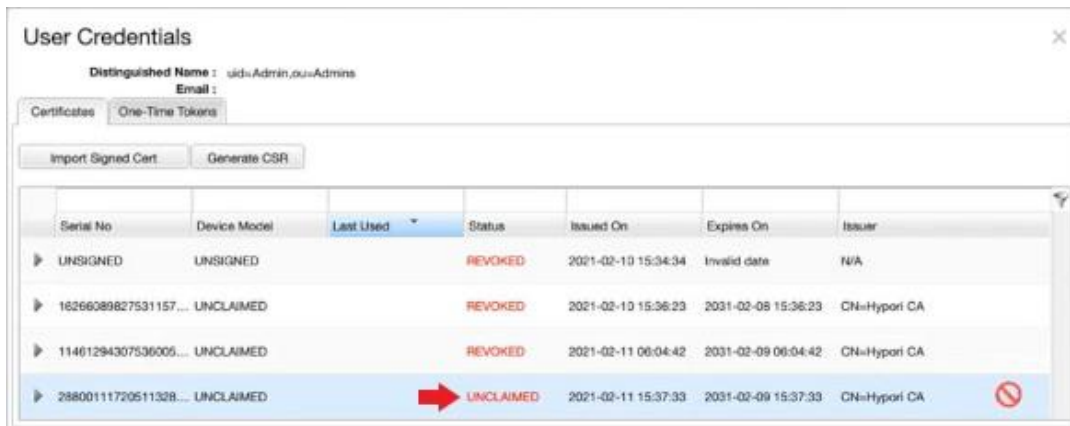 User Credentials
Distinguished Name : uid=Admin,ou=Admins
Email :
Certificates One-Time Tokens
Import Signed Cert Generate CSR
Serial No Device Model Last Used Status Issued On Expires On Issuer
UNSIGNED UNSIGNED REVOKED 2021-02-10 15:34:34 Invalid date N/A
16266089827531157... UNCLAIMED REVOKED 2021-02-10 15:36:23 2031-02-08 15:36:23 CN=Hypori CA
11461294307536005... UNCLAIMED REVOKED 2021-02-11 06:04:42 2031-02-09 06:04:42 CN=Hypori CA
28800111720511328... UNCLAIMED UNCLAIMED 2021-02-11 15:37:33 2031-02-09 15:37:33 CN=Hypori CA